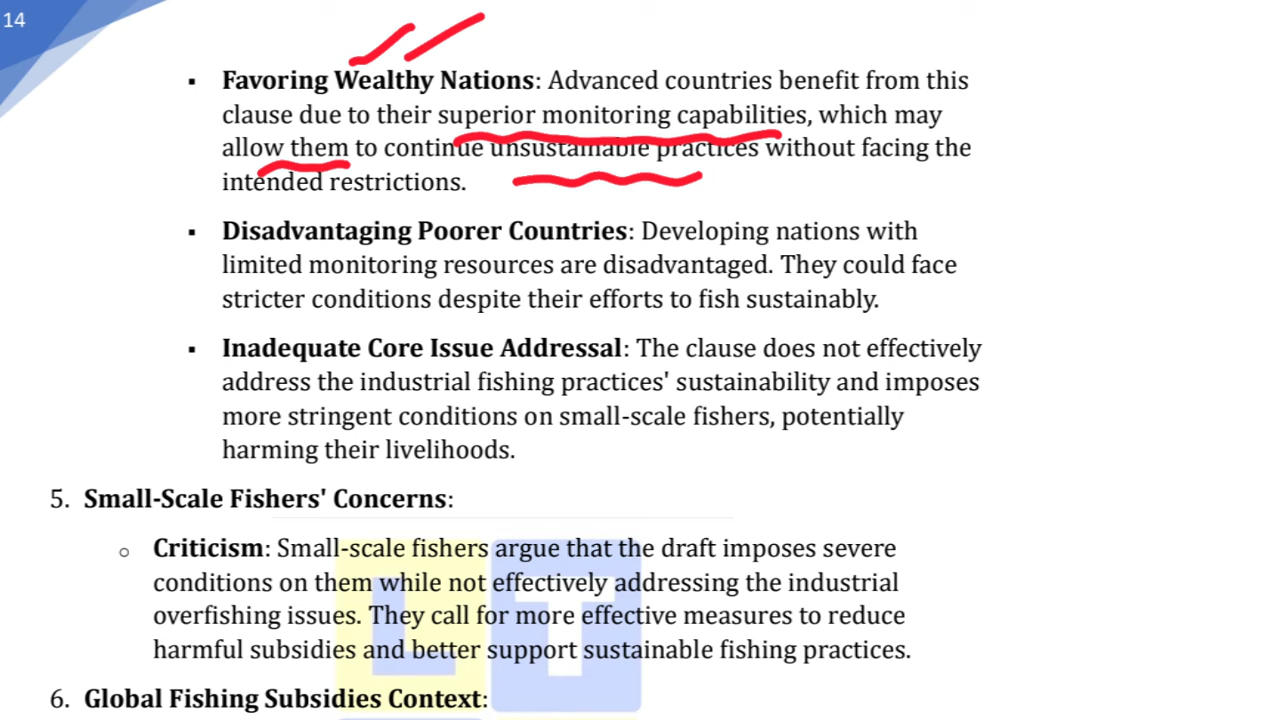 14
▪ Favoring Wealthy Nations: Advanced countries benefit from this
clause due to their superior monitoring capabilities, which may
allow them to continue unsustainable practices without facing the
intended restrictions.
▪ Disadvantaging Poorer Countries: Developing nations with
limited monitoring resources are disadvantaged. They could face
stricter conditions despite their efforts to fish sustainably.
▪ Inadequate Core Issue Addressal: The clause does not effectively
address the industrial fishing practices' sustainability and imposes
more stringent conditions on small-scale fishers, potentially
harming their livelihoods.
5. Small-Scale Fishers' Concerns:
○ Criticism: Small-scale fishers argue that the draft imposes severe
conditions on them while not effectively addressing the industrial
overfishing issues. They call for more effective measures to reduce
harmful subsidies and better support sustainable fishing practices.
L T
6. Global Fishing Subsidies Context: